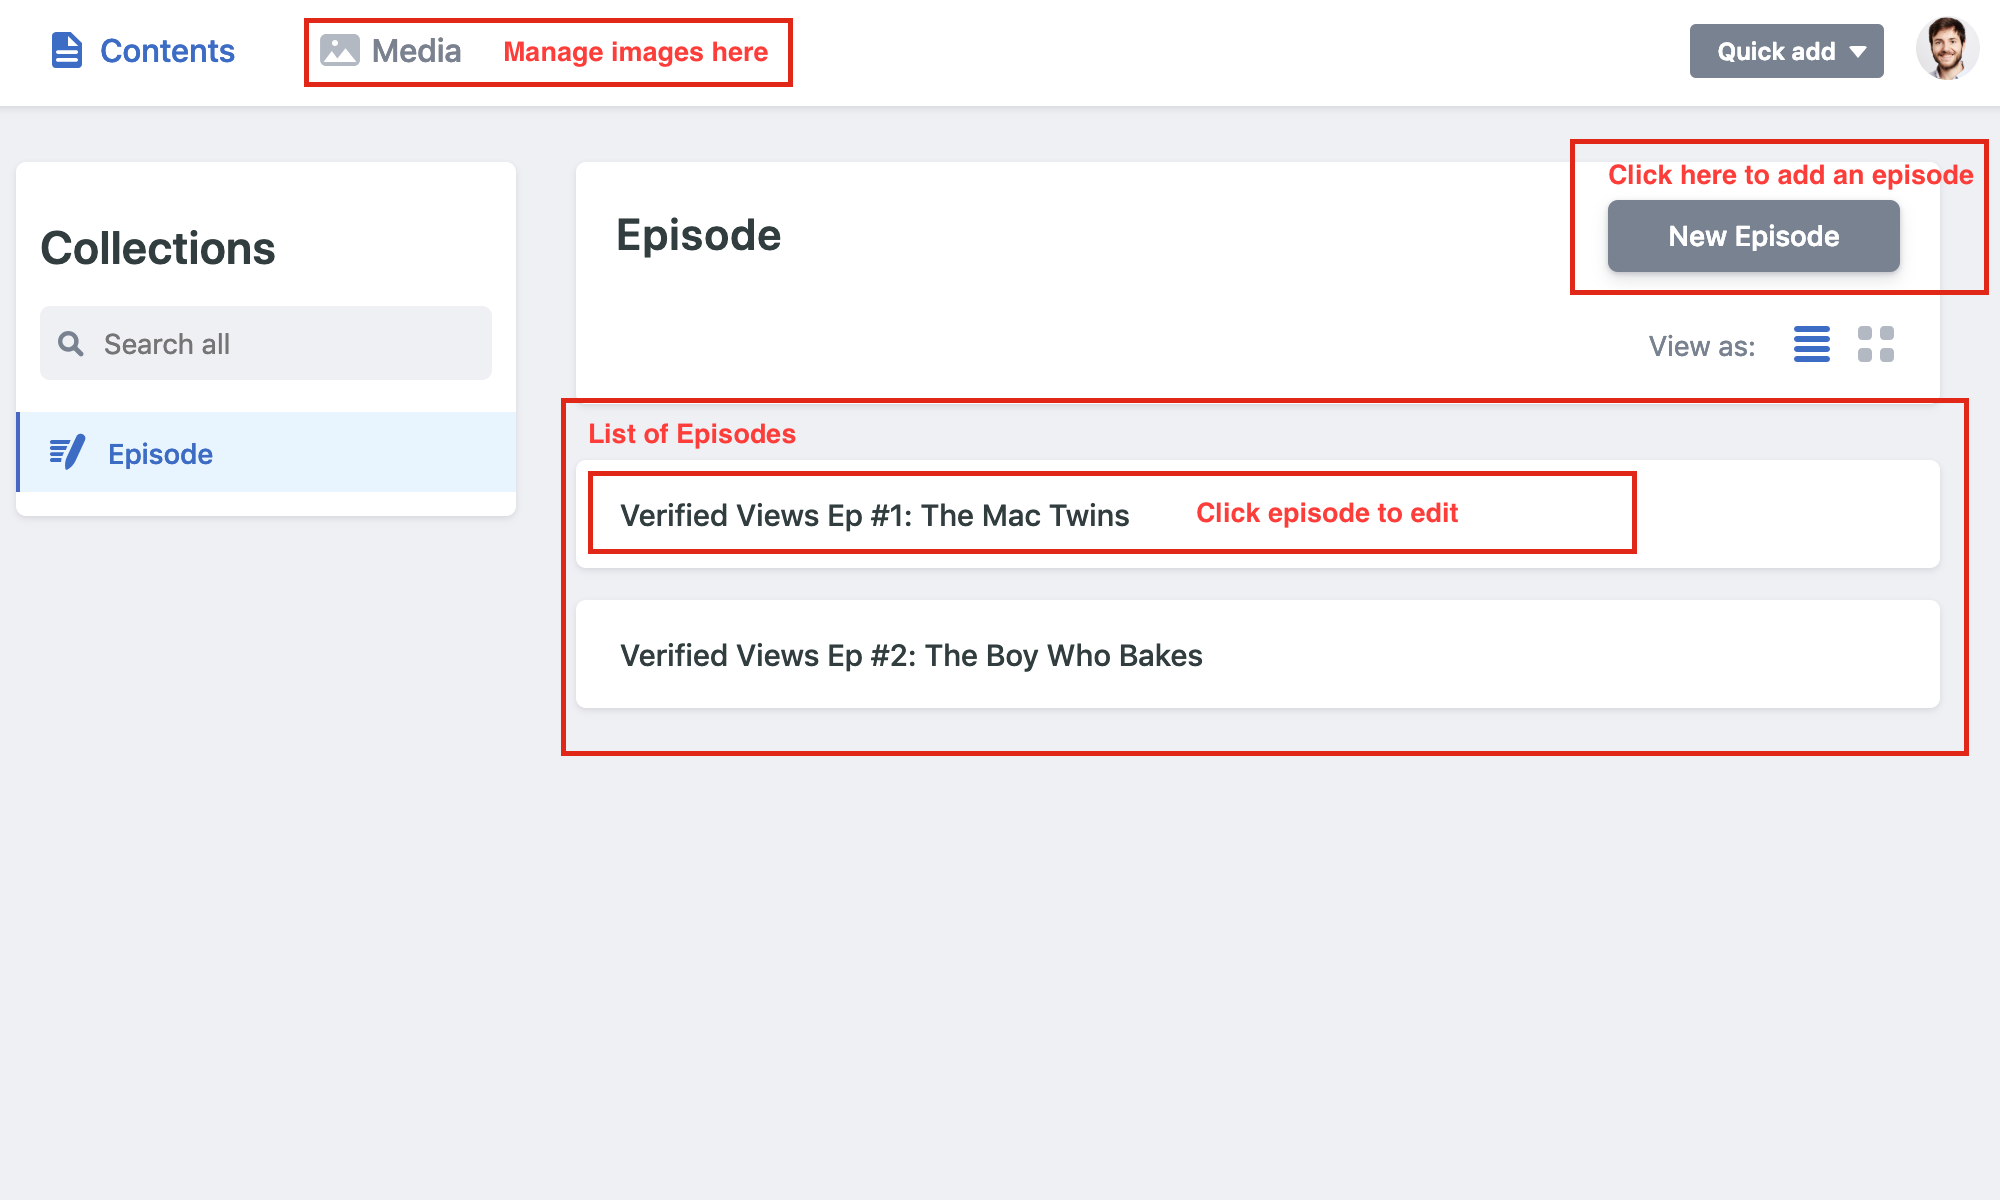 Contents
Media
Manage images here
Quick add
Collections
Search all
Episode
Episode
Click here to add an episode
New Episode
View as:
List of Episodes
Verified Views Ep #1: The Mac Twins
Click episode to edit
Verified Views Ep #2: The Boy Who Bakes